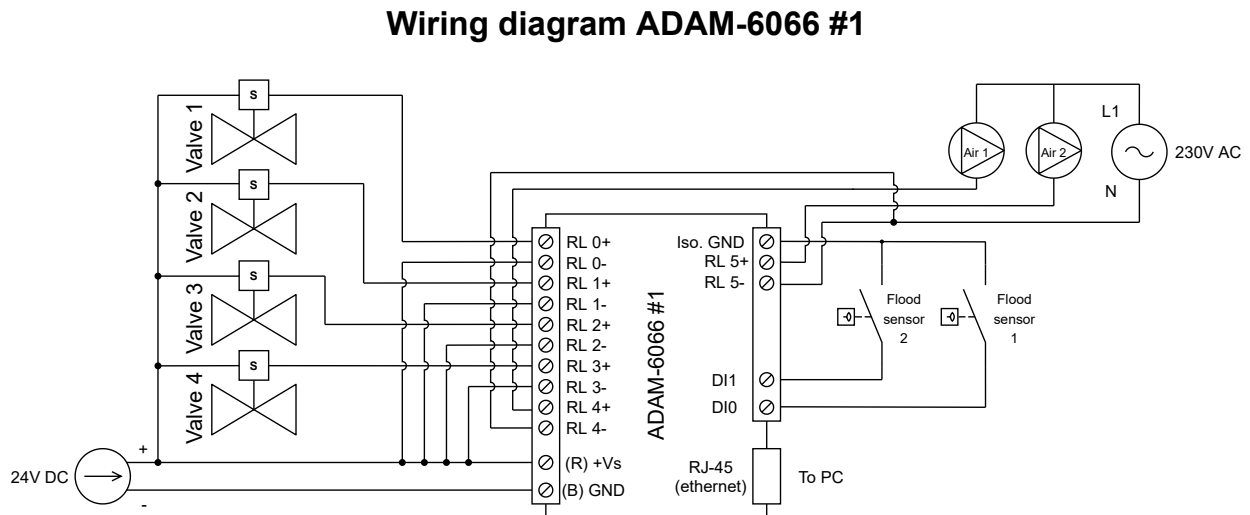 Wiring diagram ADAM-6066 #1
S
Valve 1
S
Valve 2
S
Valve 3
S
Valve 4
24V DC
+
-
RL 0+
RL 0-
RL 1+
RL 1-
RL 2+
RL 2-
RL 3+
RL 3-
RL 4+
RL 4-
(R) +Vs
(B) GND
ADAM-6066 #1
Iso. GND
RL 5+
RL 5-
DI1
DI0
RJ-45
(ethernet)
To PC
Air 1
Air 2
L1
N
230V AC
Flood
sensor
2
Flood
sensor
1